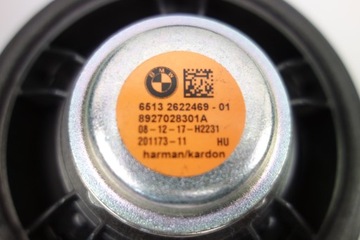 BMW
6513 2622469-01
8927028301A
08-12-17-H2231
201173-11 HU
harman/kardon